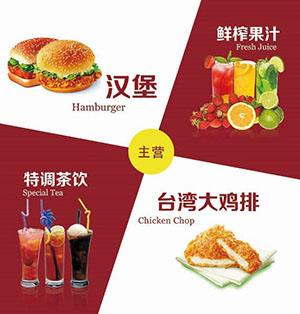 汉堡
Hamburger
鲜榨果汁
Fresh Juice
主营
特调茶饮
Special Tea
台湾大鸡排
Chicken Chop